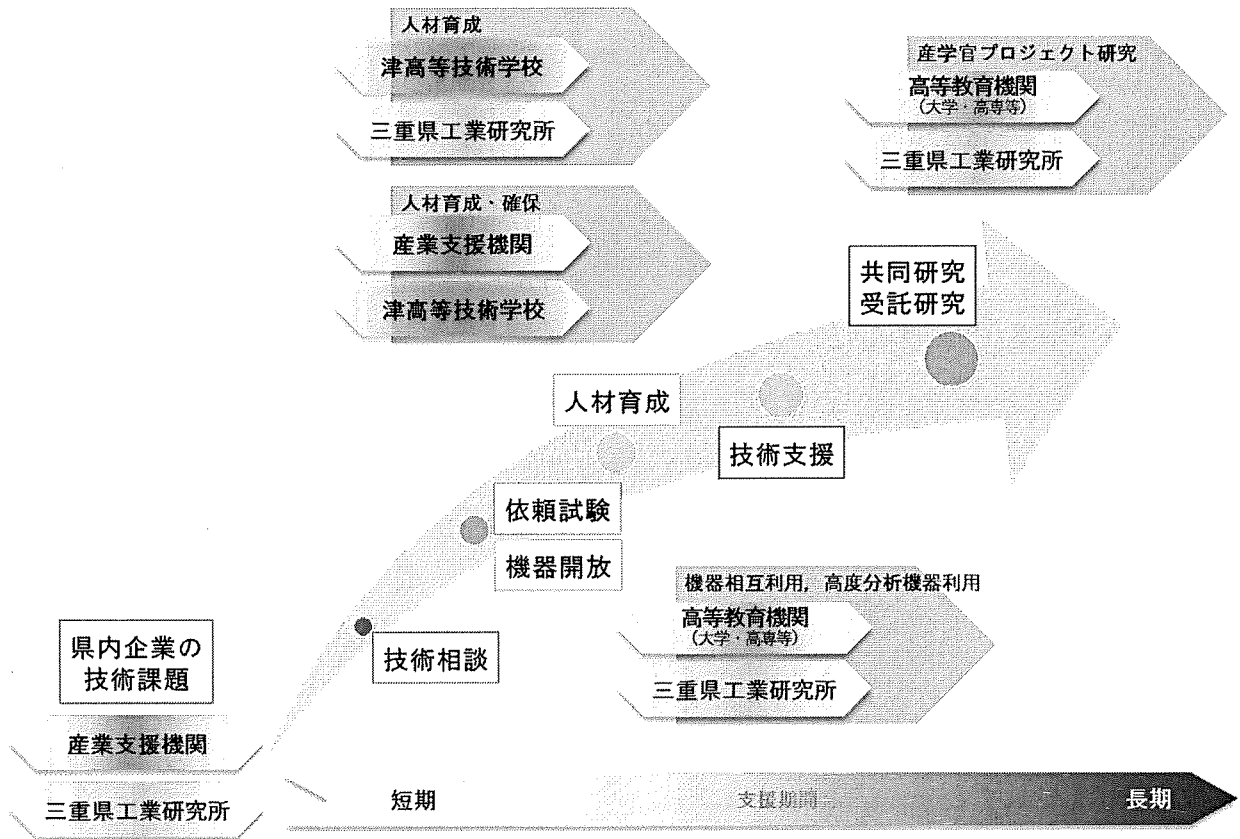 人材育成
津高等技術学校
三重県工業研究所
人材育成・確保
産業支援機関
津高等技術学校
産学官プロジェクト研究
高等教育機関
(大学・高専等)
三重県工業研究所
共同研究
受託研究
人材育成
技術支援
依頼試験
機器開放
技術相談
機器相互利用，高度分析機器利用
高等教育機関
(大学・高専等)
三重県工業研究所
県内企業の
技術課題
産業支援機関
三重県工業研究所
短期
支援期間
長期